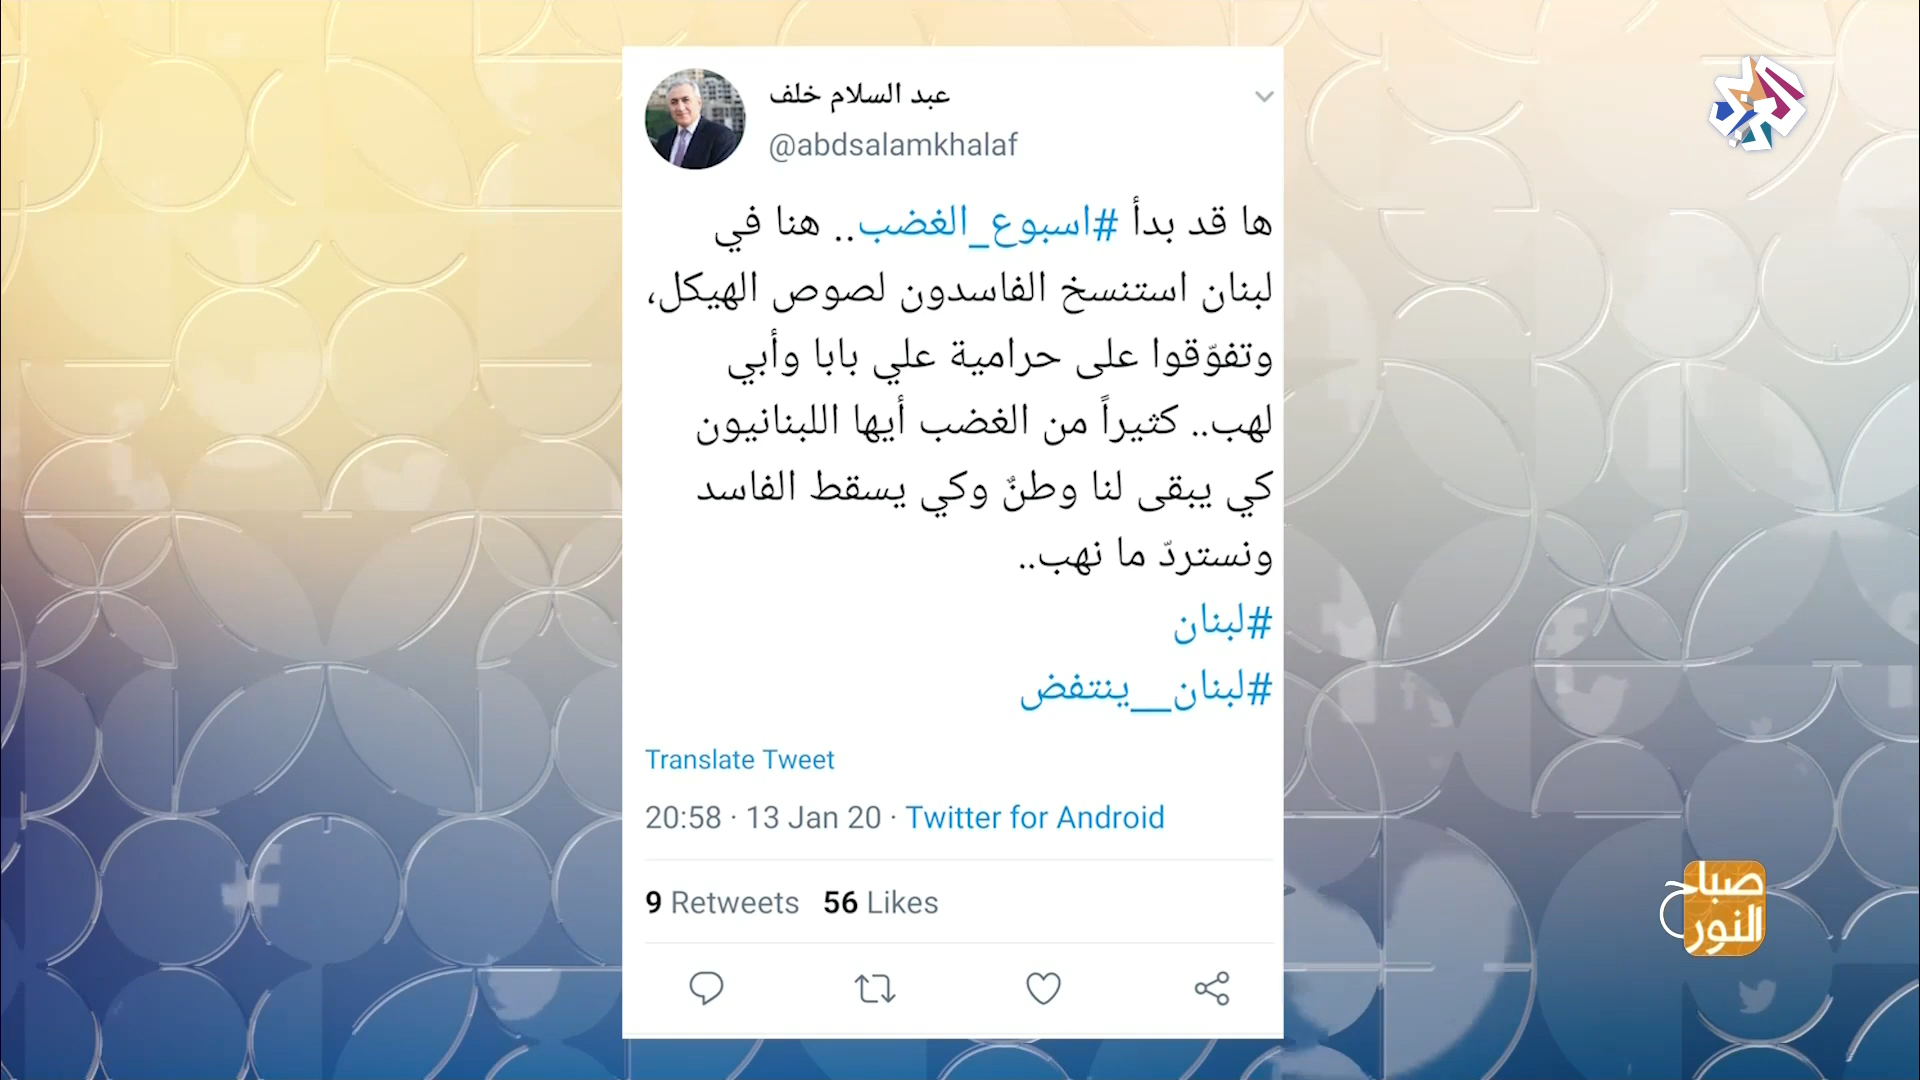 عبد السلام خلف
@abdsalamkhalaf
ها قد بدأ #اسبوع_الغضب.. هنا في
لبنان استنسخ الفاسدون لصوص الهيكل،
وتفوّقوا على حرامية علي بابا وأبي
لهب.. كثيراً من الغضب أيها اللبنانيون
كي يبقى لنا وطنٌ وكي يسقط الفاسد
ونستردّ ما نهب..
#لبنان
#لبنان__ينتفض
Translate Tweet
20:58 · 13 Jan 20 · Twitter for Android
9 Retweets 56 Likes
العربي
صباح
النور